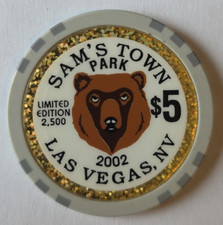 SAM'S TOWN
PARK
LIMITED
EDITION
2,500
$5
2002
LAS VEGAS, NV